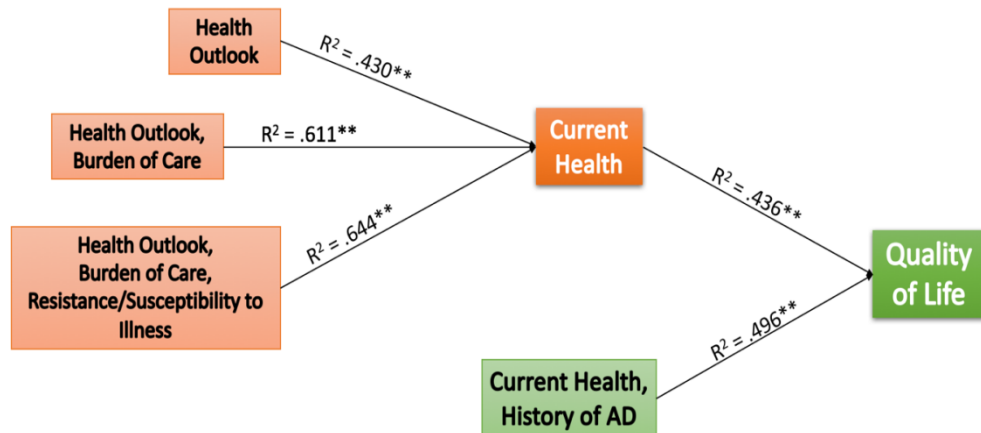 Health
Outlook
R² = .430**
Health Outlook,
Burden of Care
R² = .611**
Current
Health
Health Outlook,
Burden of Care,
Resistance/Susceptibility to
Illness
R² = .644**
R² = .436**
Quality
of Life
R² = .496**
Current Health,
History of AD